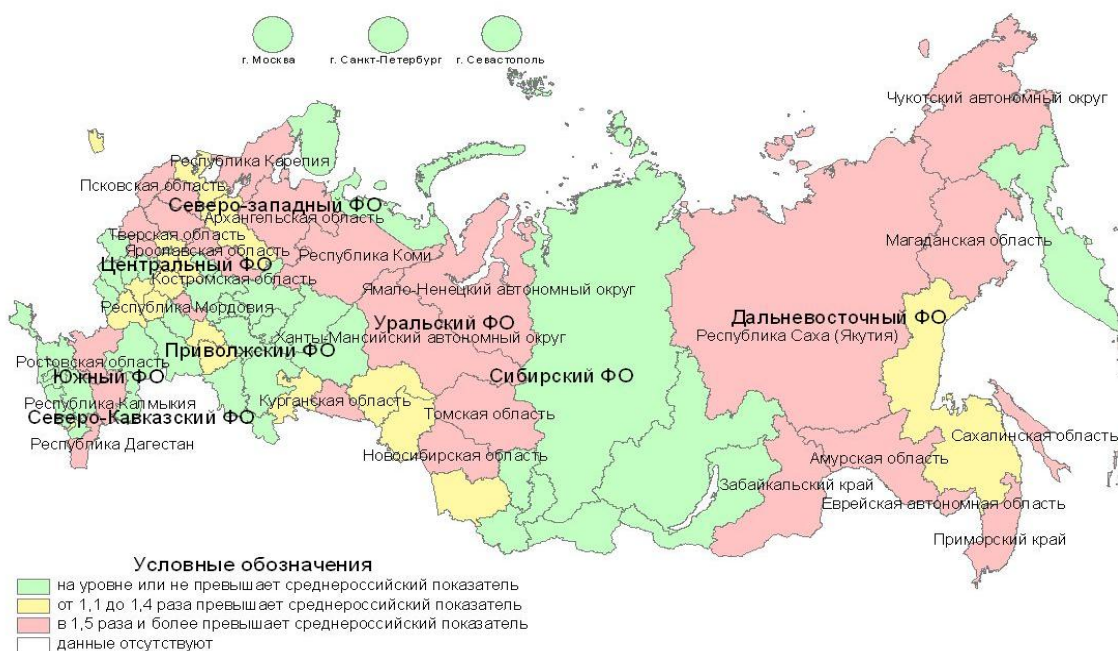 г. Москва
г. Санкт-Петербург
г. Севастополь
Чукотский автономный округ
Республика Карелия
Псковская область
Северо-западный ФО
Архангельская область
Тверская область
Ярославская область
Республика Коми
Магаданская область
Центральный ФО
Костромская область
Ямало-Ненецкий автономный округ
Республика Мордовия
Уральский ФО
Дальневосточный ФО
Ханты-Мансийский автономный округ
Республика Саха (Якутия)
Приволжский ФО
Ростовская область
Южный ФО
Сибирский ФО
Республика Калмыкия
Курганская область
Северо-Кавказский ФО
Томская область
Сахалинская область
Республика Дагестан
Новосибирская область
Амурская область
Забайкальский край
Еврейская автономная область
Приморский край
Условные обозначения
на уровне или не превышает среднероссийский показатель
от 1,1 до 1,4 раза превышает среднероссийский показатель
в 1,5 раза и более превышает среднероссийский показатель
данные отсутствуют